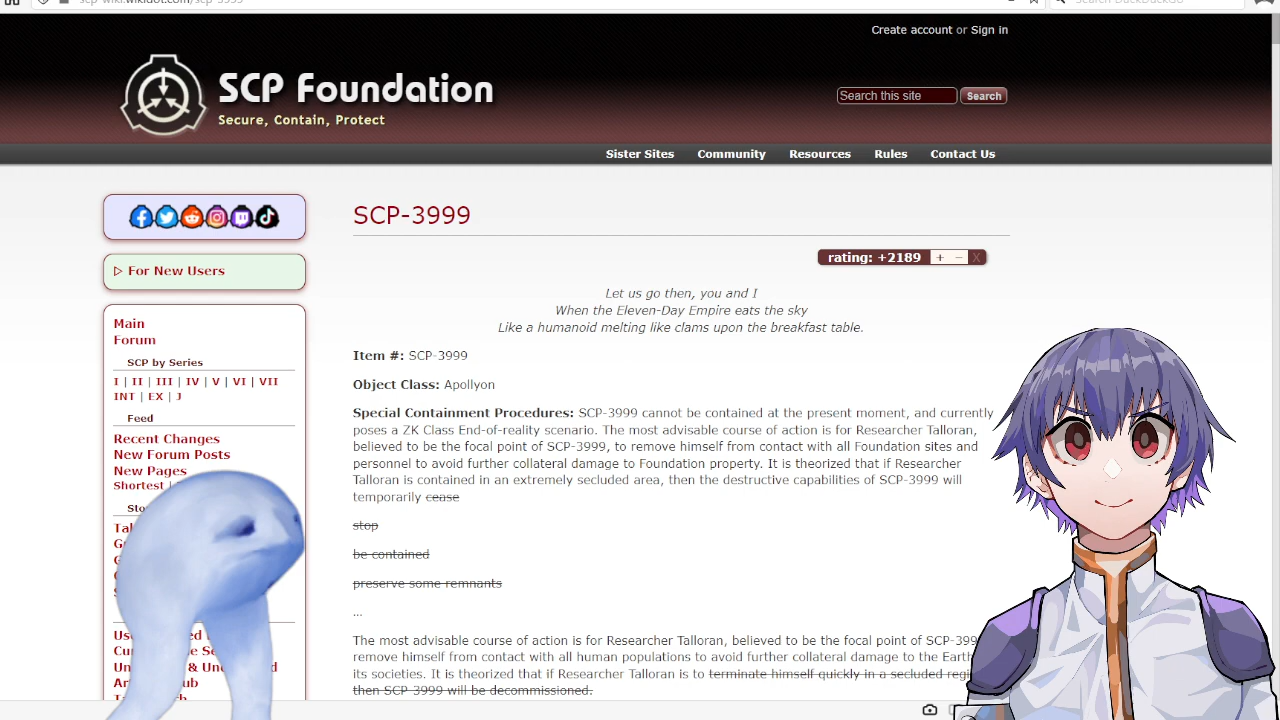 scp-wiki.wikidot.com/scp-3999
Search DuckDuckGo
Create account or Sign in
SCP Foundation
Secure, Contain, Protect
Search this site
Search
Sister Sites Community Resources Rules Contact Us
SCP-3999
rating: +2189 + − X
▷ For New Users
Let us go then, you and I
When the Eleven-Day Empire eats the sky
Like a humanoid melting like clams upon the breakfast table.
Main
Forum
SCP by Series
I | II | III | IV | V | VI | VII
INT | EX | J
Feed
Recent Changes
New Forum Posts
New Pages
Shortest |
Item #: SCP-3999
Object Class: Apollyon
Special Containment Procedures: SCP-3999 cannot be contained at the present moment, and currently
poses a ZK Class End-of-reality scenario. The most advisable course of action is for Researcher Talloran,
believed to be the focal point of SCP-3999, to remove himself from contact with all Foundation sites and
personnel to avoid further collateral damage to Foundation property. It is theorized that if Researcher
Talloran is contained in an extremely secluded area, then the destructive capabilities of SCP-3999 will
temporarily cease
stop
be contained
preserve some remnants
...
The most advisable course of action is for Researcher Talloran, believed to be the focal point of SCP-399
remove himself from contact with all human populations to avoid further collateral damage to the Earth
its societies. It is theorized that if Researcher Talloran is to terminate himself quickly in a secluded regi
then SCP-3999 will be decommissioned.